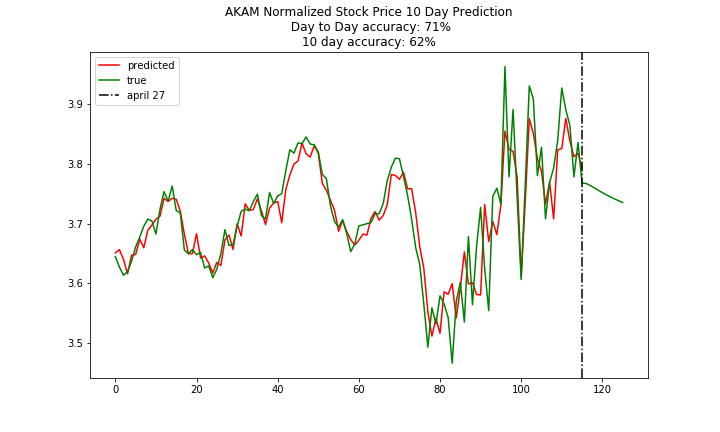 AKAM Normalized Stock Price 10 Day Prediction
Day to Day accuracy: 71%
10 day accuracy: 62%
predicted
true
april 27
3.9
3.8
3.7
3.6
3.5
0 20 40 60 80 100 120